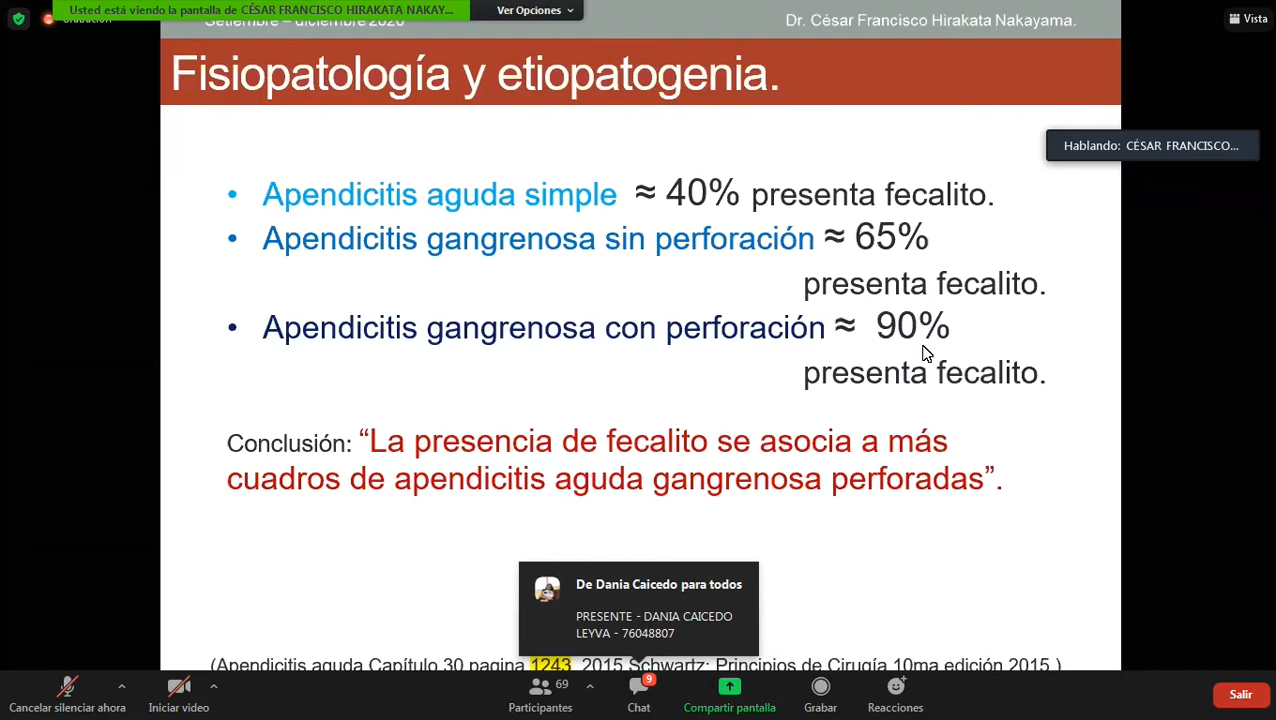 Usted está viendo la pantalla de CÉSAR FRANCISCO HIRAKATA NAKAY...
Ver Opciones
Grabación
Setiembre – diciembre 2020
Dr. César Francisco Hirakata Nakayama.
Vista
Fisiopatología y etiopatogenia.
Hablando: CÉSAR FRANCISCO...
• Apendicitis aguda simple ≈ 40% presenta fecalito.
• Apendicitis gangrenosa sin perforación ≈ 65%
presenta fecalito.
• Apendicitis gangrenosa con perforación ≈ 90%
presenta fecalito.
Conclusión: “La presencia de fecalito se asocia a más
cuadros de apendicitis aguda gangrenosa perforadas”.
De Dania Caicedo para todos
PRESENTE - DANIA CAICEDO
LEYVA - 76048807
(Apendicitis aguda Capítulo 30 pagina 1243, 2015 Schwartz: Principios de Cirugía 10ma edición 2015.)
69
9
Cancelar silenciar ahora
Iniciar video
Participantes
Chat
Compartir pantalla
Grabar
Reacciones
Salir